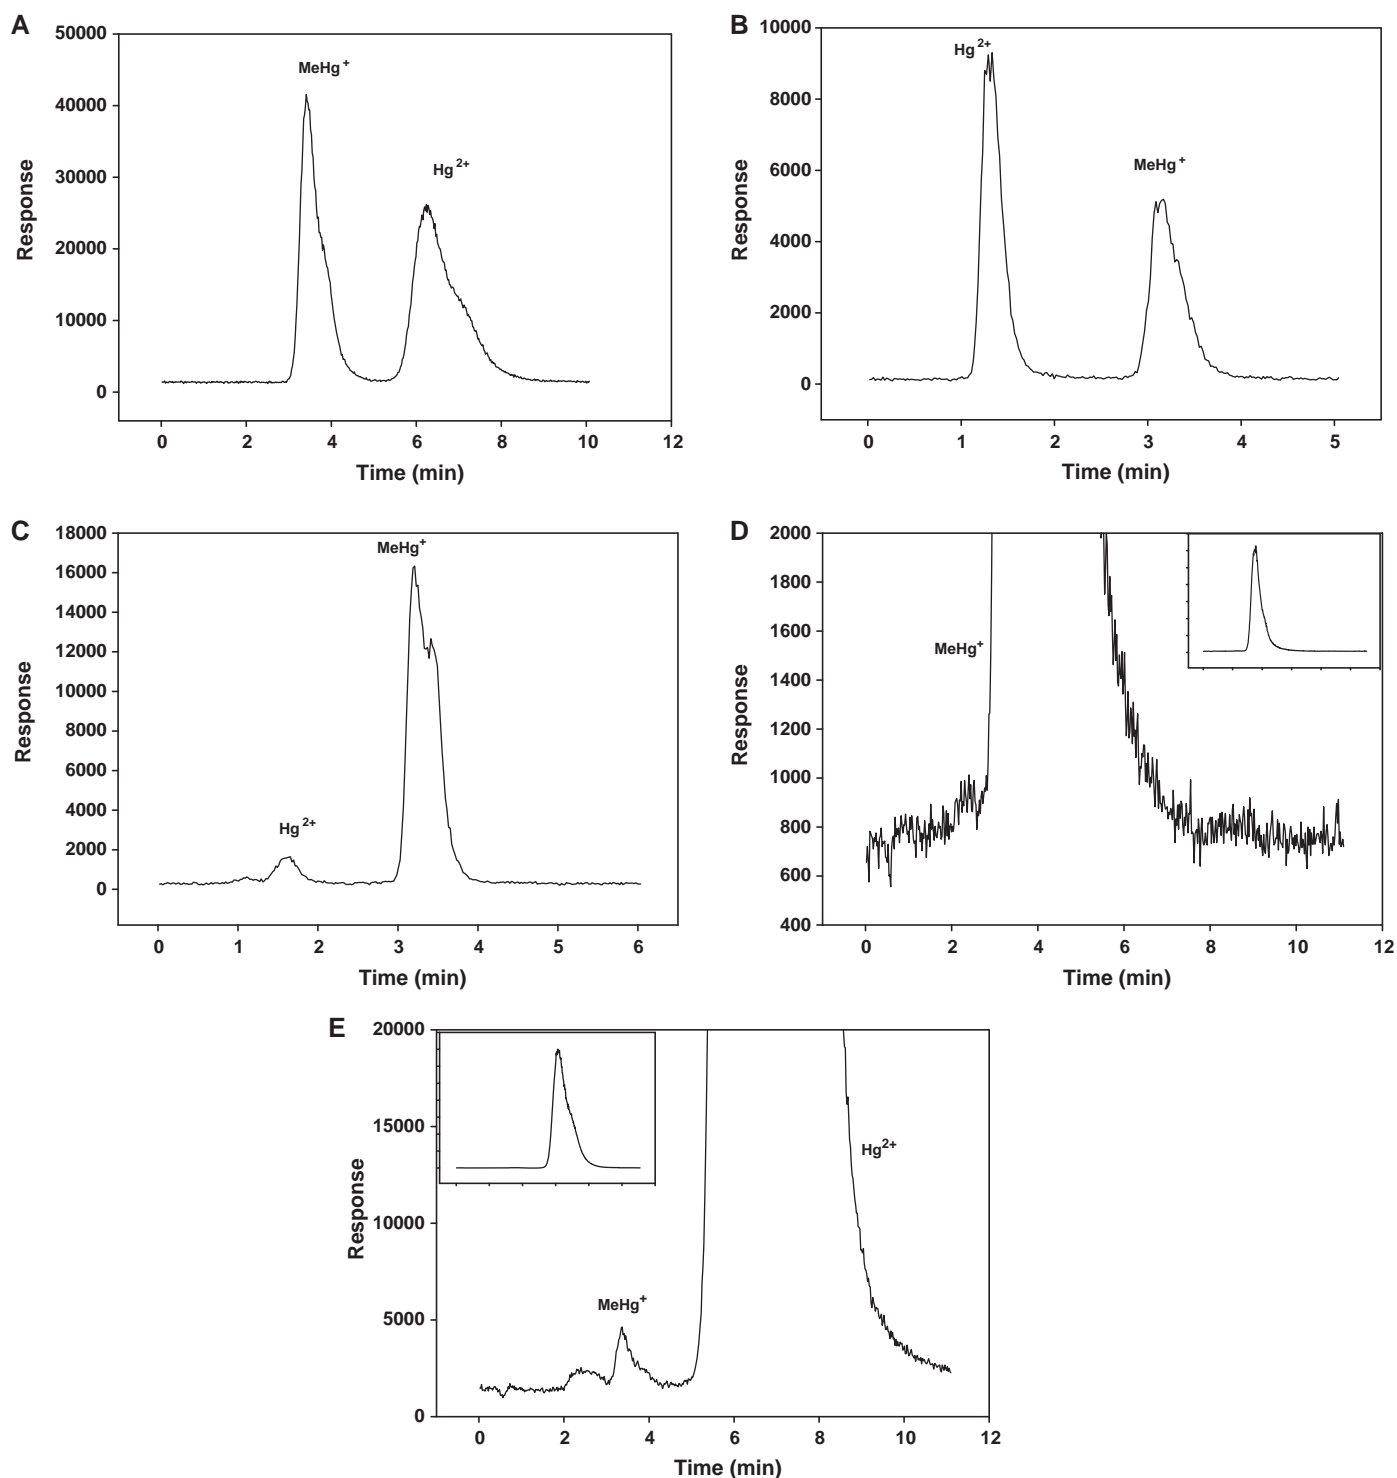 A
50000
40000
30000
20000
10000
0
Response
MeHg+
Hg2+
0 2 4 6 8 10 12
Time (min)
B
10000
8000
6000
4000
2000
0
Response
Hg2+
MeHg+
0 1 2 3 4 5
Time (min)
C
18000
16000
14000
12000
10000
8000
6000
4000
2000
0
Response
MeHg+
Hg2+
0 1 2 3 4 5 6
Time (min)
D
2000
1800
1600
1400
1200
1000
800
600
400
Response
MeHg+
0 2 4 6 8 10 12
Time (min)
E
20000
15000
10000
5000
0
Response
Hg2+
MeHg+
0 2 4 6 8 10 12
Time (min)